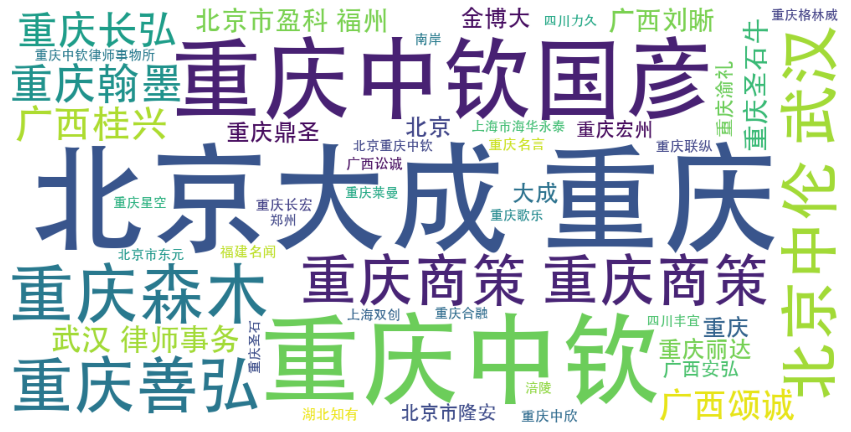 重庆长弘
北京市盈科 福州
金博大
四川力久
广西刘晰
重庆格林威
重庆中钦律师事物所
南岸
重庆中钦国彦
重庆翰墨
重庆渝礼
重庆圣石牛
北京中伦 武汉
广西桂兴
重庆鼎圣
北京
上海市海华永泰
重庆宏州
北京重庆中钦
重庆名言
重庆联纵
北京大成 重庆
广西讼诚
重庆莱曼
大成
重庆星空
重庆长宏
郑州
重庆歌乐
北京市东元
福建名闻
重庆森木
重庆商策 重庆商策
上海双创
重庆合融
四川丰宜
重庆
武汉 律师事务
重庆圣石
重庆中钦
重庆丽达
广西安弘
重庆善弘
涪陵
广西颂诚
湖北知有
北京市隆安
重庆中欣